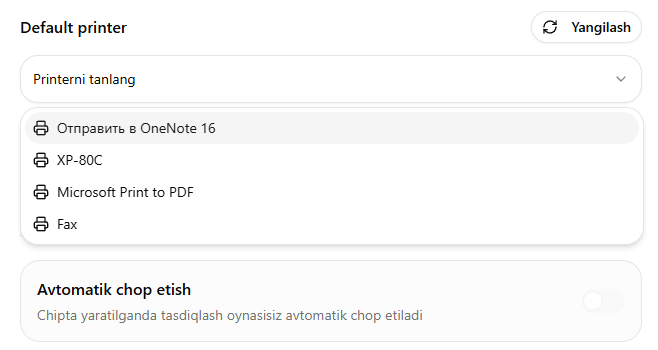 Default printer
Yangilash
Printerni tanlang
Отправить в OneNote 16
XP-80C
Microsoft Print to PDF
Fax
Avtomatik chop etish
Chipta yaratilganda tasdiqlash oynasisiz avtomatik chop etiladi